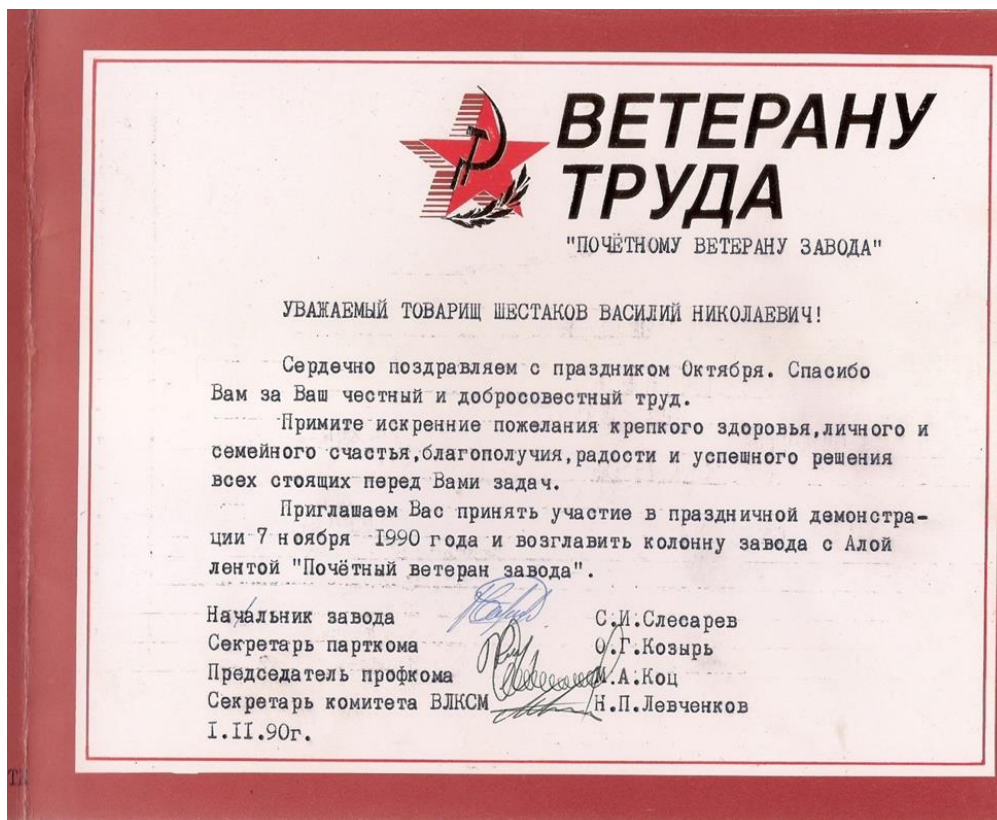 ВЕТЕРАНУ
ТРУДА
"ПОЧЁТНОМУ ВЕТЕРАНУ ЗАВОДА"
УВАЖАЕМЫЙ ТОВАРИЩ ШЕСТАКОВ ВАСИЛИЙ НИКОЛАЕВИЧ!
Сердечно поздравляем с праздником Октября. Спасибо
Вам за Ваш честный и добросовестный труд.
Примите искренние пожелания крепкого здоровья,личного и
семейного счастья,благополучия,радости и успешного решения
всех стоящих перед Вами задач.
Приглашаем Вас принять участие в праздничной демонстра-
ции 7 ноября I990 года и возглавить колонну завода с Алой
лентой "Почётный ветеран завода".
Начальник завода С.И.Слесарев
Секретарь парткома О.Г.Козырь
Председатель профкома М.А.Коц
Секретарь комитета ВЛКСМ Н.П.Левченков
I.II.90г.